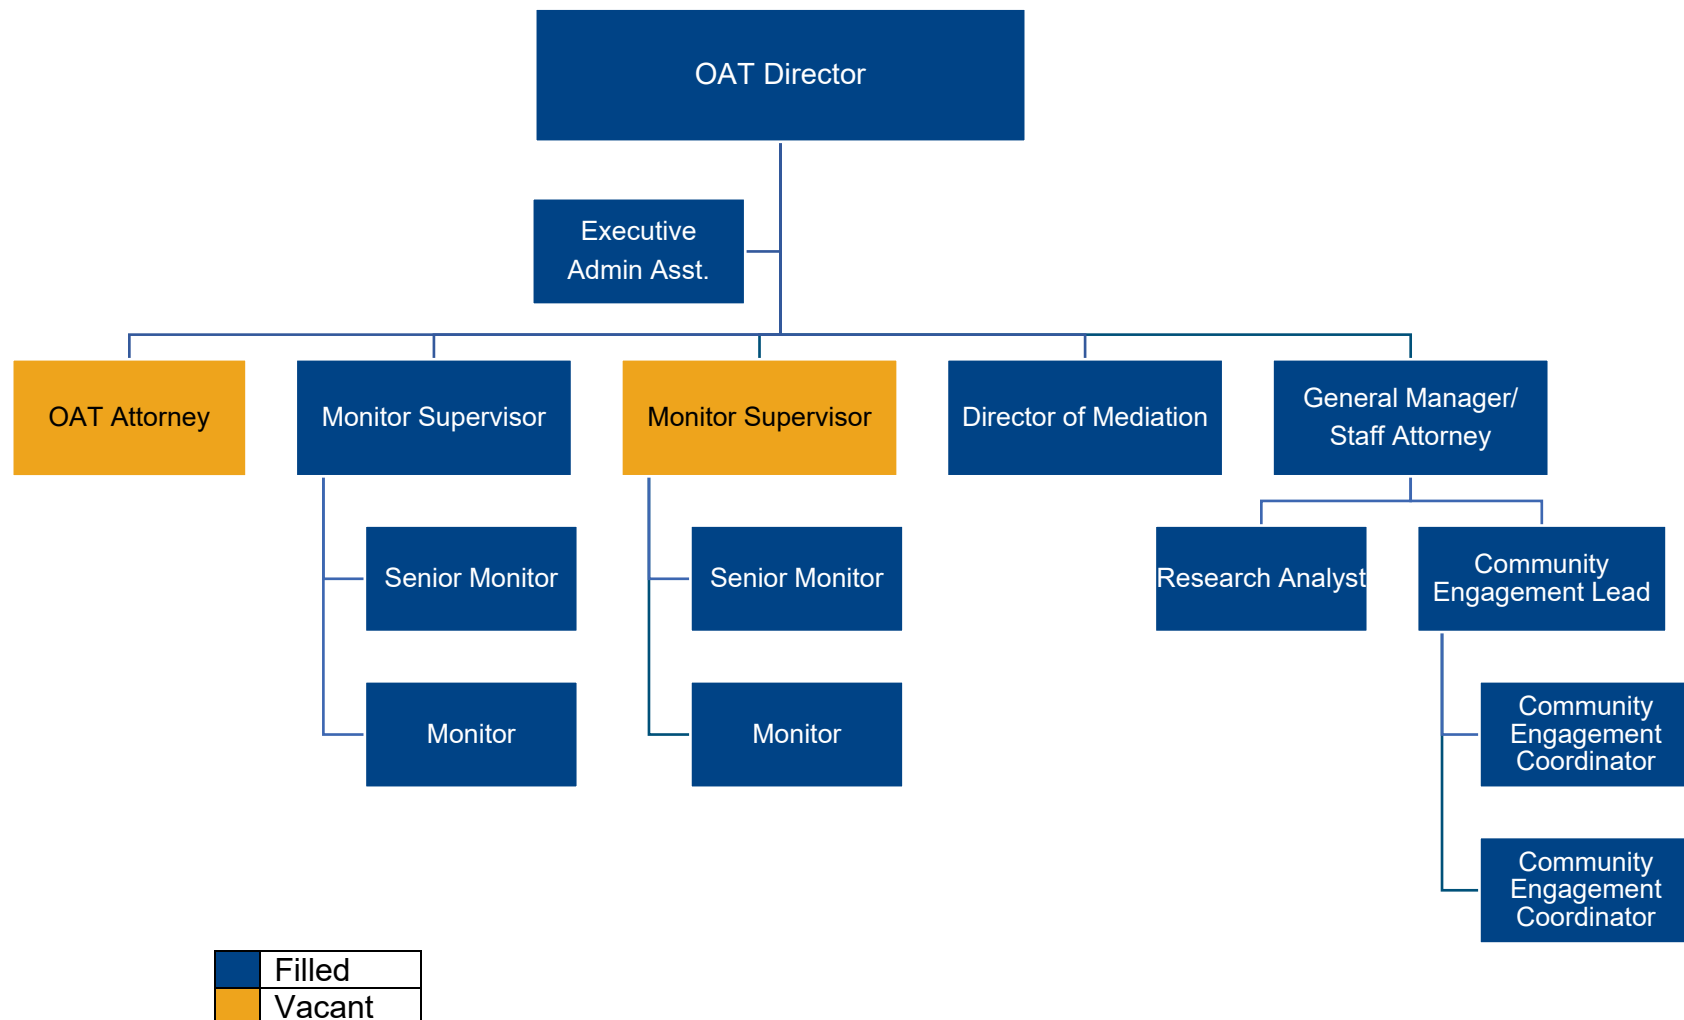 OAT Director
Executive
Admin Asst.
OAT Attorney
Monitor Supervisor
Monitor Supervisor
Director of Mediation
General Manager/
Staff Attorney
Senior Monitor
Senior Monitor
Research Analyst
Community
Engagement Lead
Monitor
Monitor
Community
Engagement
Coordinator
Community
Engagement
Coordinator
Filled
Vacant